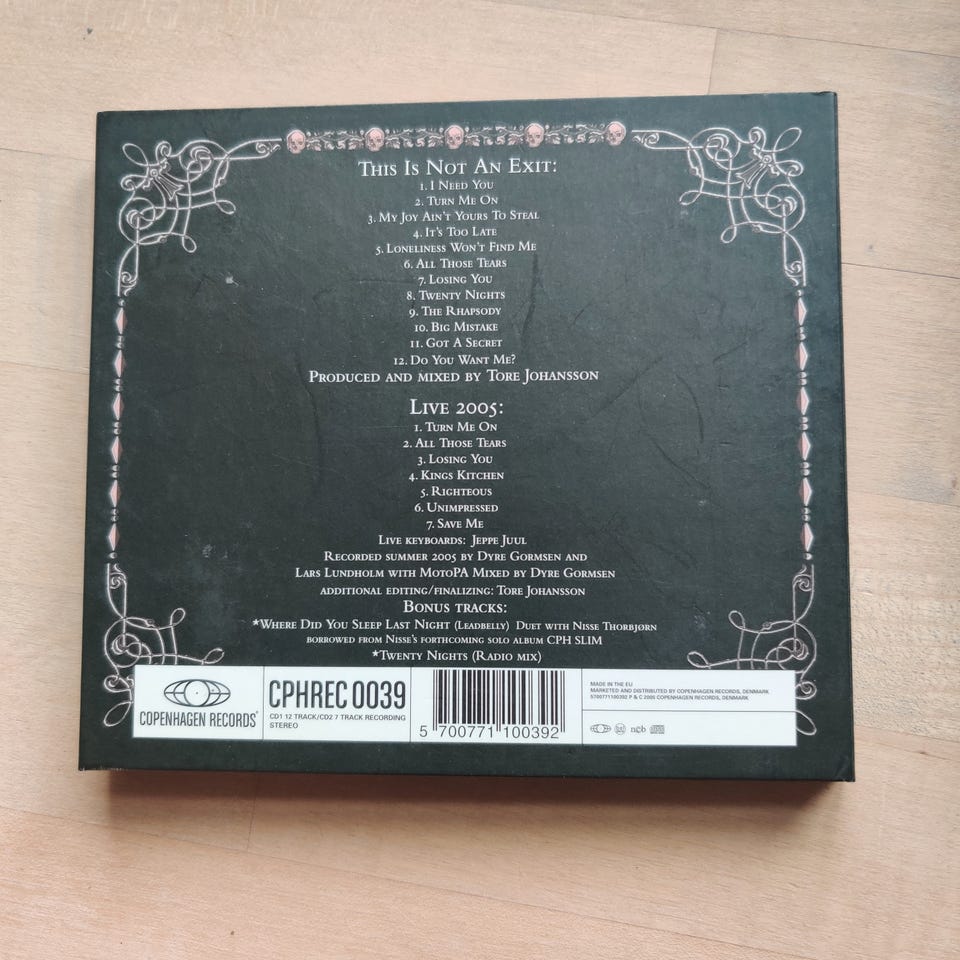 This Is Not An Exit:
1. I Need You
2. Turn Me On
3. My Joy Ain't Yours To Steal
4. It's Too Late
5. Loneliness Won't Find Me
6. All Those Tears
7. Losing You
8. Twenty Nights
9. The Rhapsody
10. Big Mistake
11. Got A Secret
12. Do You Want Me?
Produced and mixed by Tore Johansson
Live 2005:
1. Turn Me On
2. All Those Tears
3. Losing You
4. Kings Kitchen
5. Righteous
6. Unimpressed
7. Save Me
Live keyboards: Jeppe Juul
Recorded summer 2005 by Dyre Gormsen and
Lars Lundholm with MotoPA Mixed by Dyre Gormsen
additional editing/finalizing: Tore Johansson
Bonus tracks:
*Where Did You Sleep Last Night (Leadbelly) Duet with Nisse Thorbjørn
borrowed from Nisse's forthcoming solo album CPH SLIM
*Twenty Nights (Radio mix)
COPENHAGEN RECORDS
CPHREC 0039
CD1 12 TRACK/CD2 7 TRACK RECORDING
STEREO
5 700771 100392
MADE IN THE EU
MARKETED AND DISTRIBUTED BY COPENHAGEN RECORDS, DENMARK
5700771100392 P & C 2005 COPENHAGEN RECORDS, DENMARK
ncb